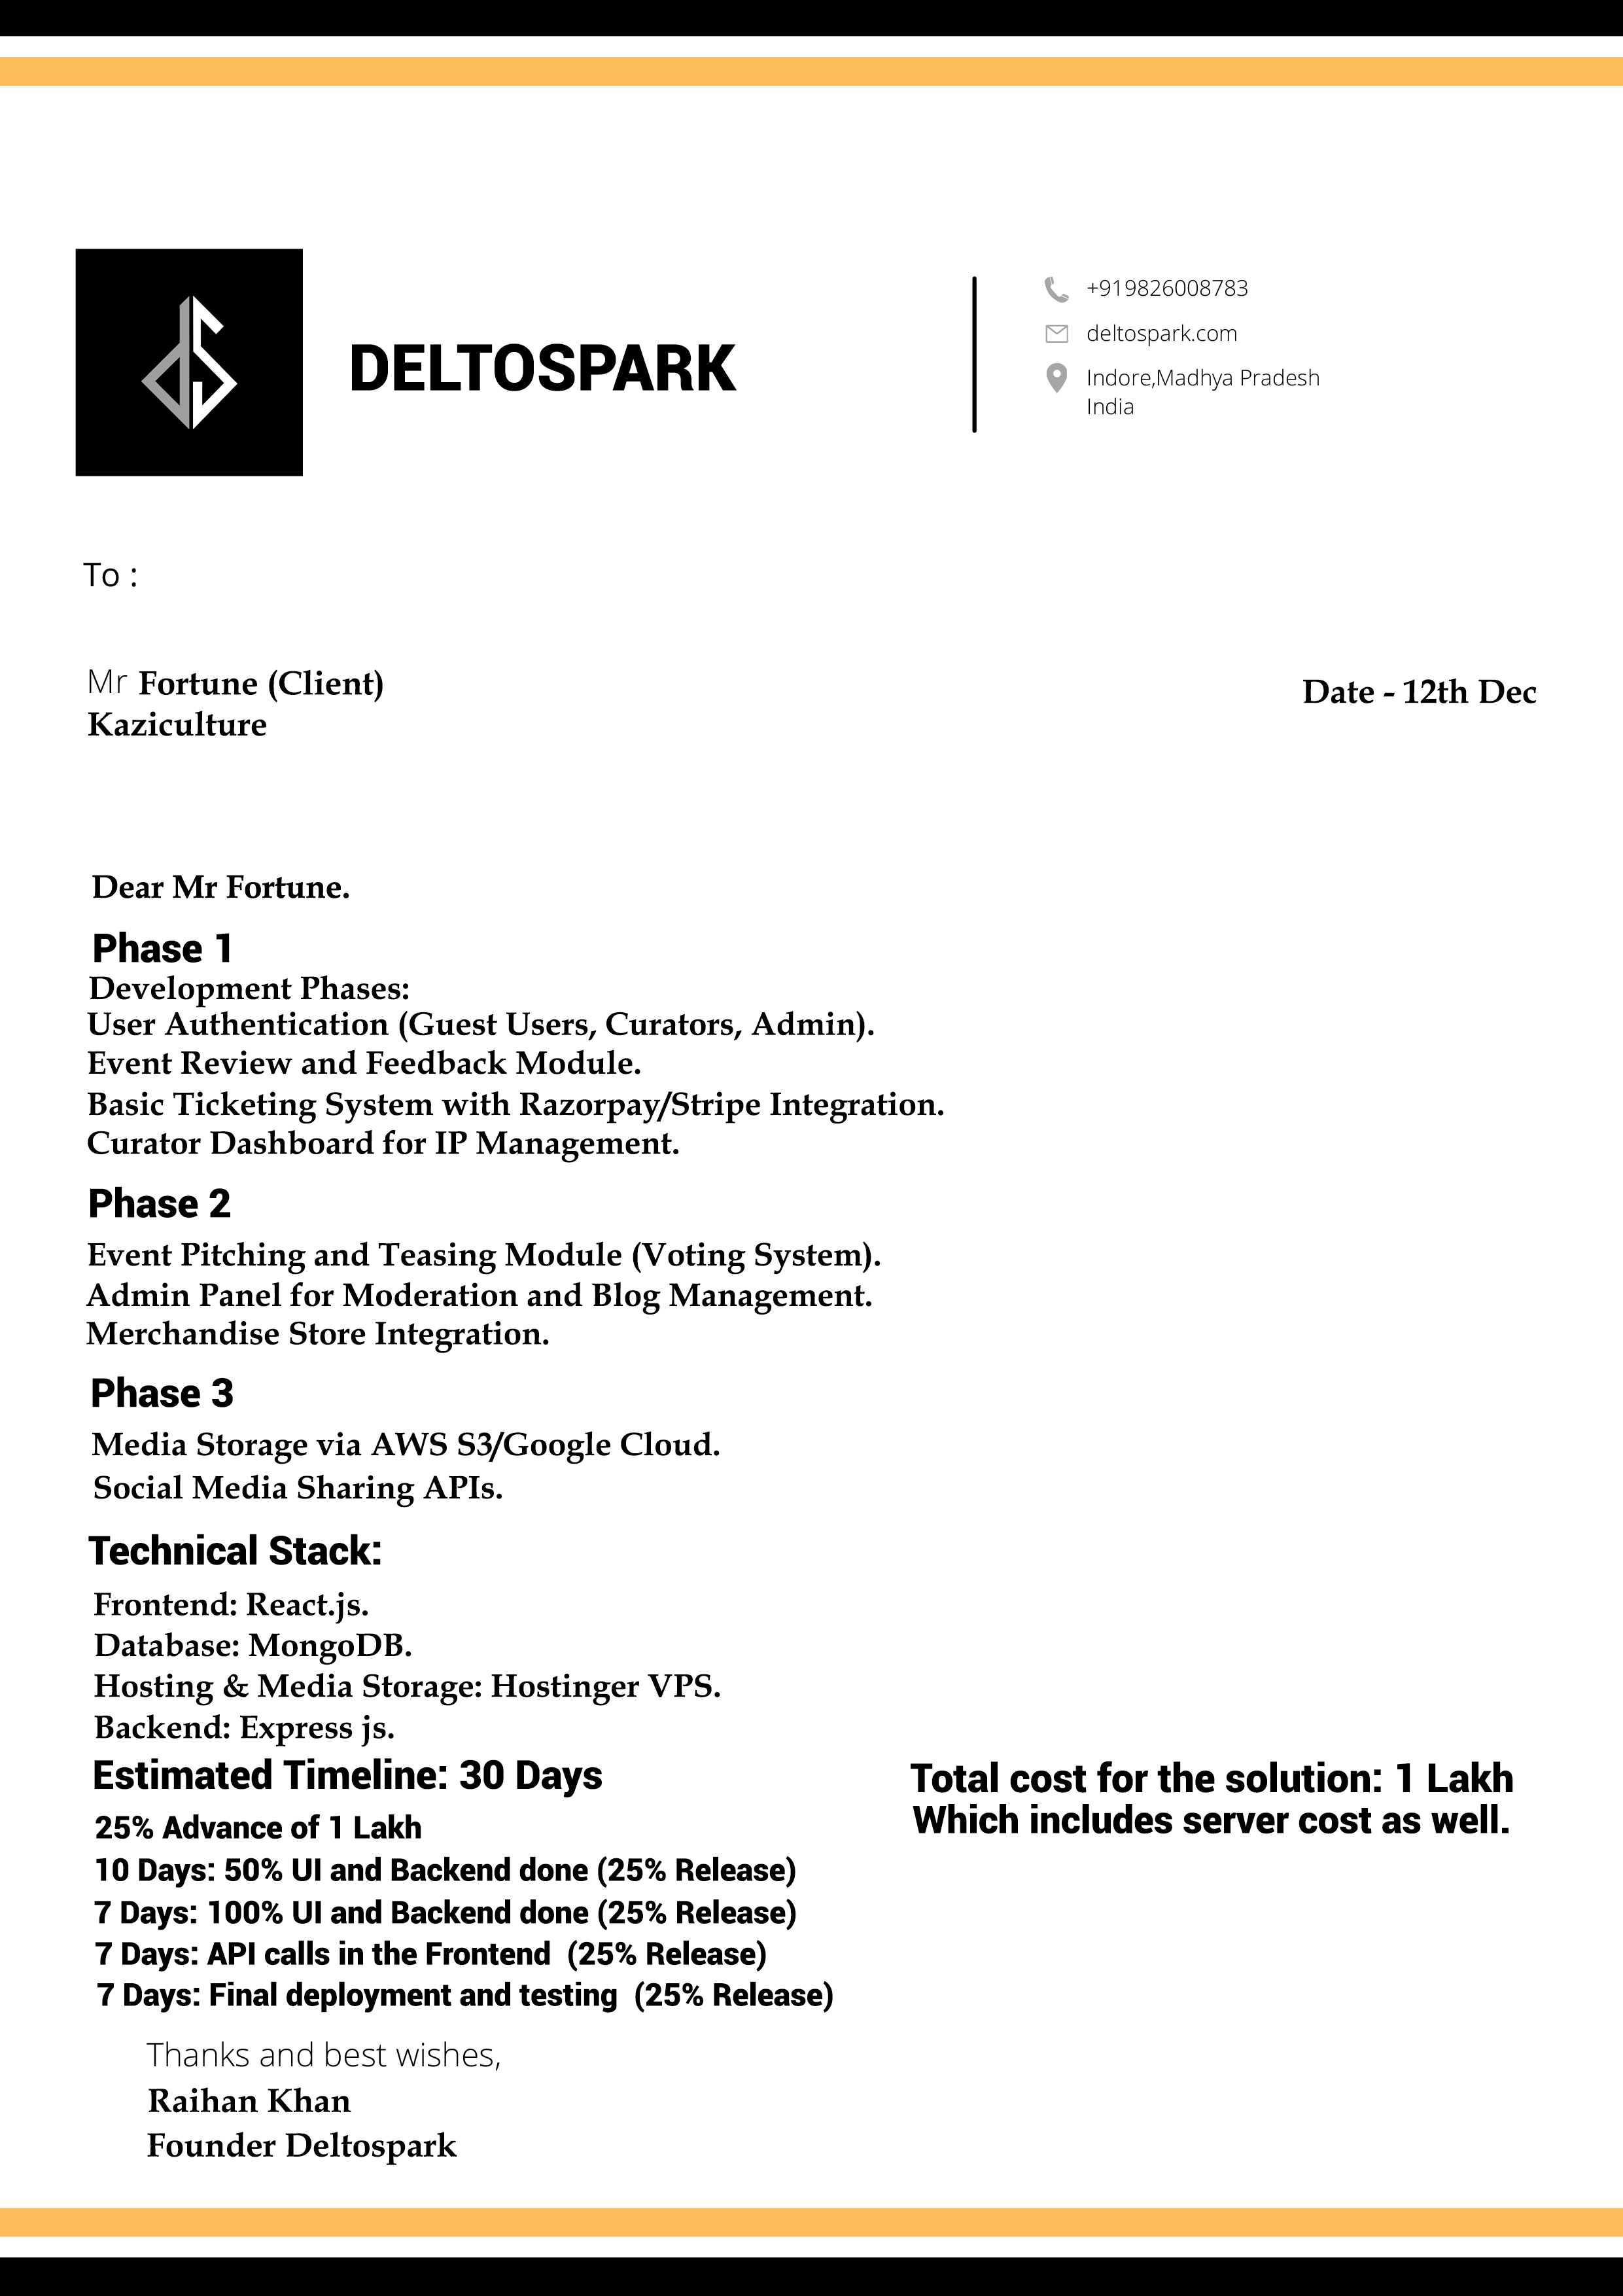 DELTOSPARK
+919826008783
deltospark.com
Indore,Madhya Pradesh
India
To :
Mr Fortune (Client)
Kaziculture
Date - 12th Dec
Dear Mr Fortune.
Phase 1
Development Phases:
User Authentication (Guest Users, Curators, Admin).
Event Review and Feedback Module.
Basic Ticketing System with Razorpay/Stripe Integration.
Curator Dashboard for IP Management.
Phase 2
Event Pitching and Teasing Module (Voting System).
Admin Panel for Moderation and Blog Management.
Merchandise Store Integration.
Phase 3
Media Storage via AWS S3/Google Cloud.
Social Media Sharing APIs.
Technical Stack:
Frontend: React.js.
Database: MongoDB.
Hosting & Media Storage: Hostinger VPS.
Backend: Express js.
Estimated Timeline: 30 Days
25% Advance of 1 Lakh
10 Days: 50% UI and Backend done (25% Release)
7 Days: 100% UI and Backend done (25% Release)
7 Days: API calls in the Frontend (25% Release)
7 Days: Final deployment and testing (25% Release)
Total cost for the solution: 1 Lakh
Which includes server cost as well.
Thanks and best wishes,
Raihan Khan
Founder Deltospark